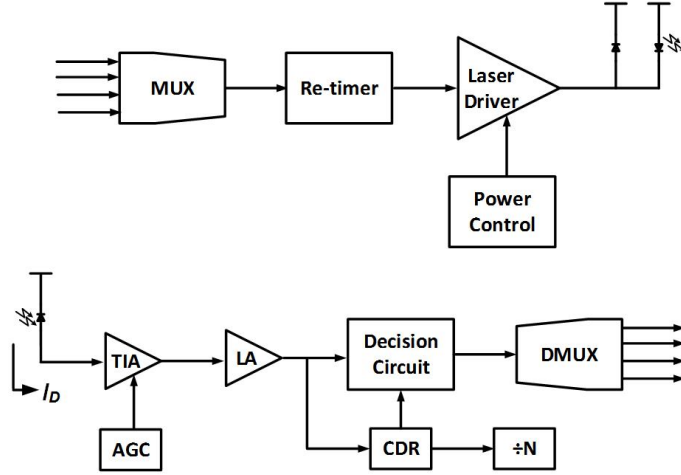 MUX
Re-timer
Laser
Driver
Power
Control
TIA
LA
Decision
Circuit
DMUX
I_D
AGC
CDR
÷N